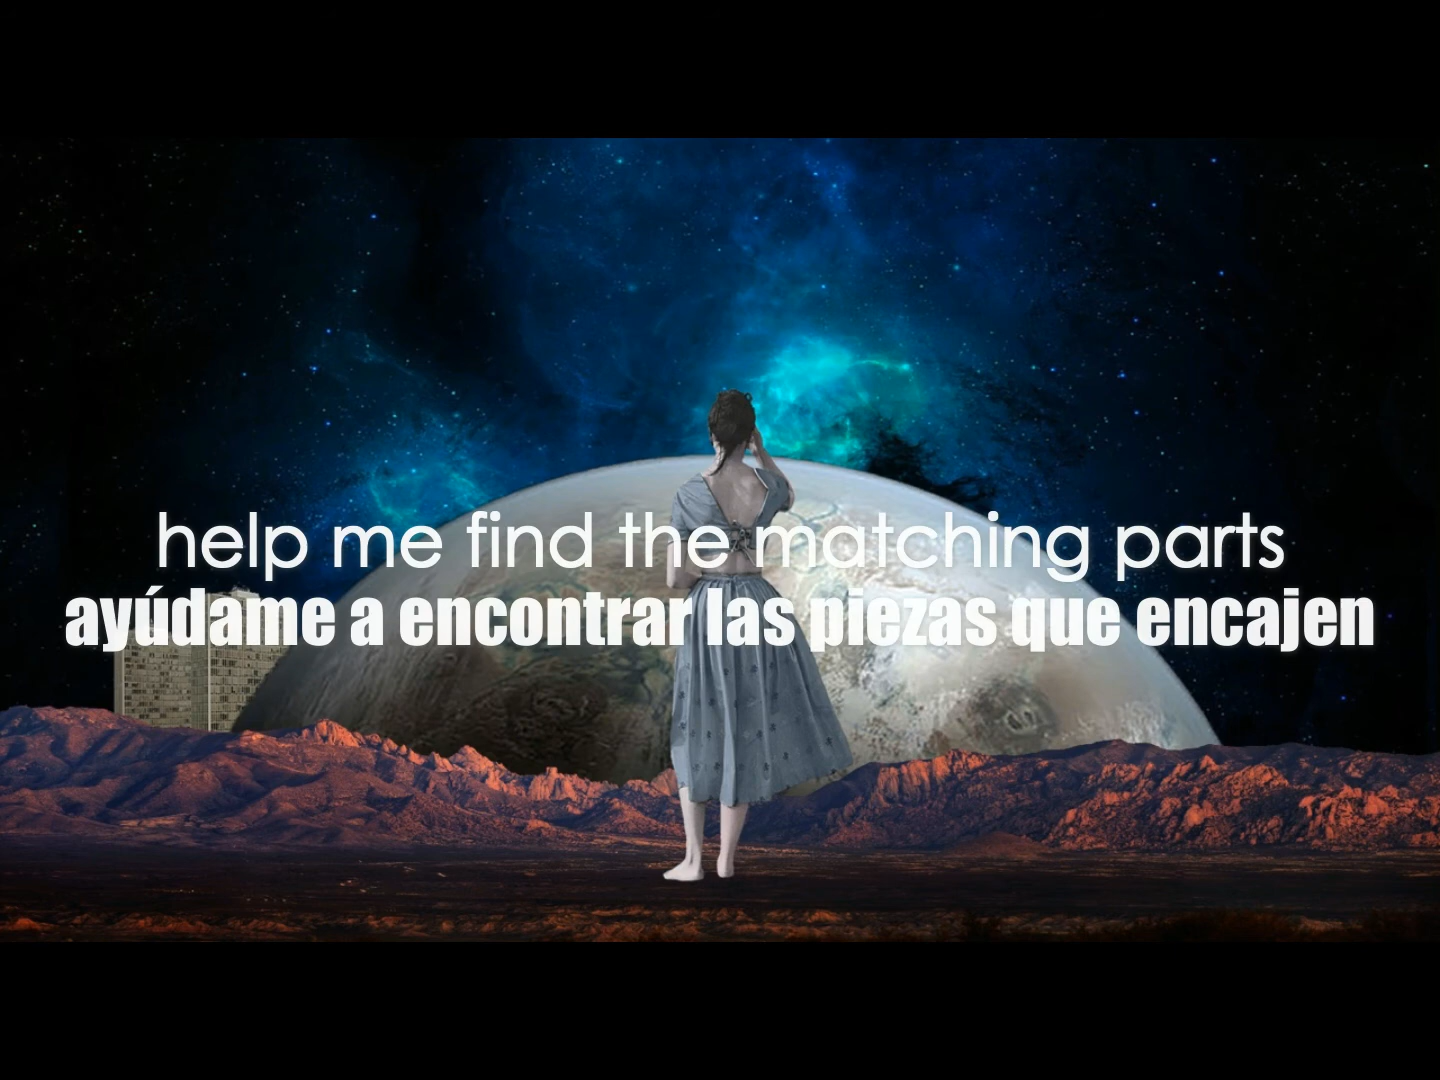 help me find the matching parts
ayúdame a encontrar las piezas que encajen